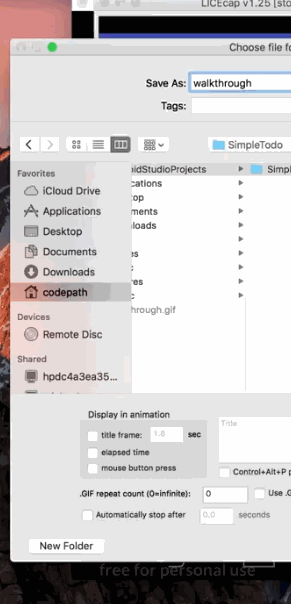 LICEcap v1.25 [sto
Choose file fo
Save As: walkthrough
Tags:
SimpleTodo
Favorites
iCloud Drive
Applications
Desktop
Documents
Downloads
codepath
Devices
Remote Disc
Shared
hpdc4a3ea35...
oidStudioProjects
Simpl
cations
top
ments
loads
es
c
res
c
hrough.gif
Display in animation
title frame: 1.8 sec
elapsed time
mouse button press
Title
Control+Alt+P p
.GIF repeat count (0=infinite): 0
Use .G
Automatically stop after 0.0 seconds
New Folder
free for personal use